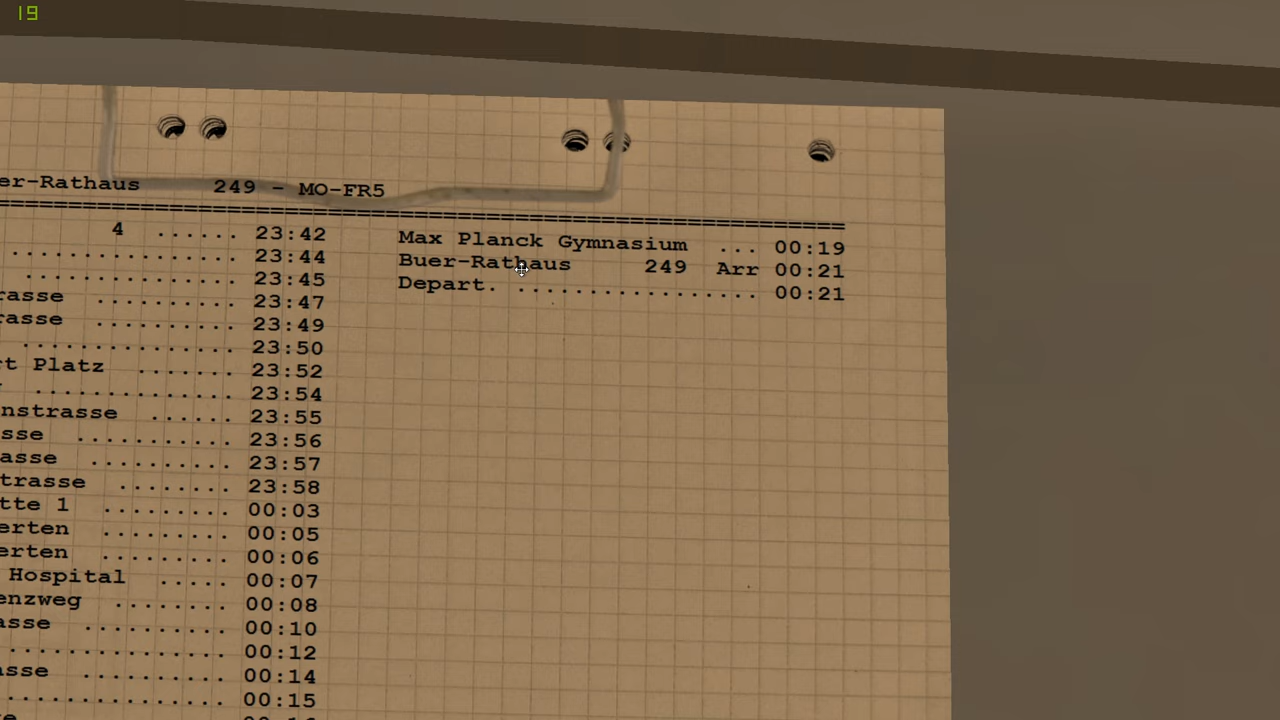 19
er-Rathaus 249 - MO-FR5
================================================
4 ...... 23:42
................ 23:44
............... 23:45
rasse .......... 23:47
rasse .......... 23:49
............... 23:50
rt Platz ....... 23:52
.............. 23:54
nstrasse ...... 23:55
sse ........... 23:56
asse .......... 23:57
trasse ........ 23:58
tte 1 ......... 00:03
erten ......... 00:05
erten ......... 00:06
Hospital ..... 00:07
enzweg ........ 00:08
asse .......... 00:10
................ 00:12
asse .......... 00:14
................ 00:15
Max Planck Gymnasium ... 00:19
Buer-Rathaus 249 Arr 00:21
Depart. ................. 00:21